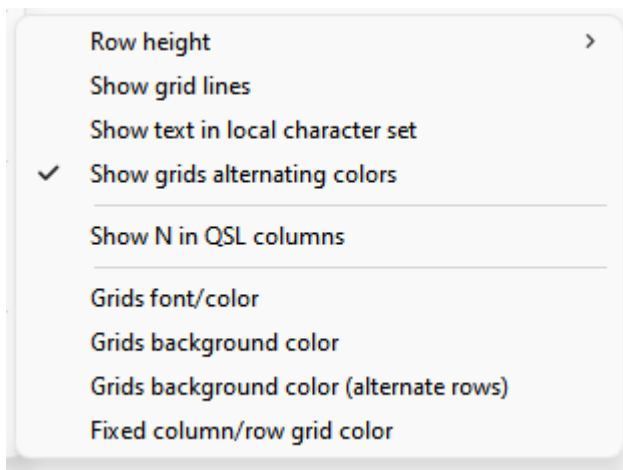 Row height
Show grid lines
Show text in local character set
Show grids alternating colors
Show N in QSL columns
Grids font/color
Grids background color
Grids background color (alternate rows)
Fixed column/row grid color